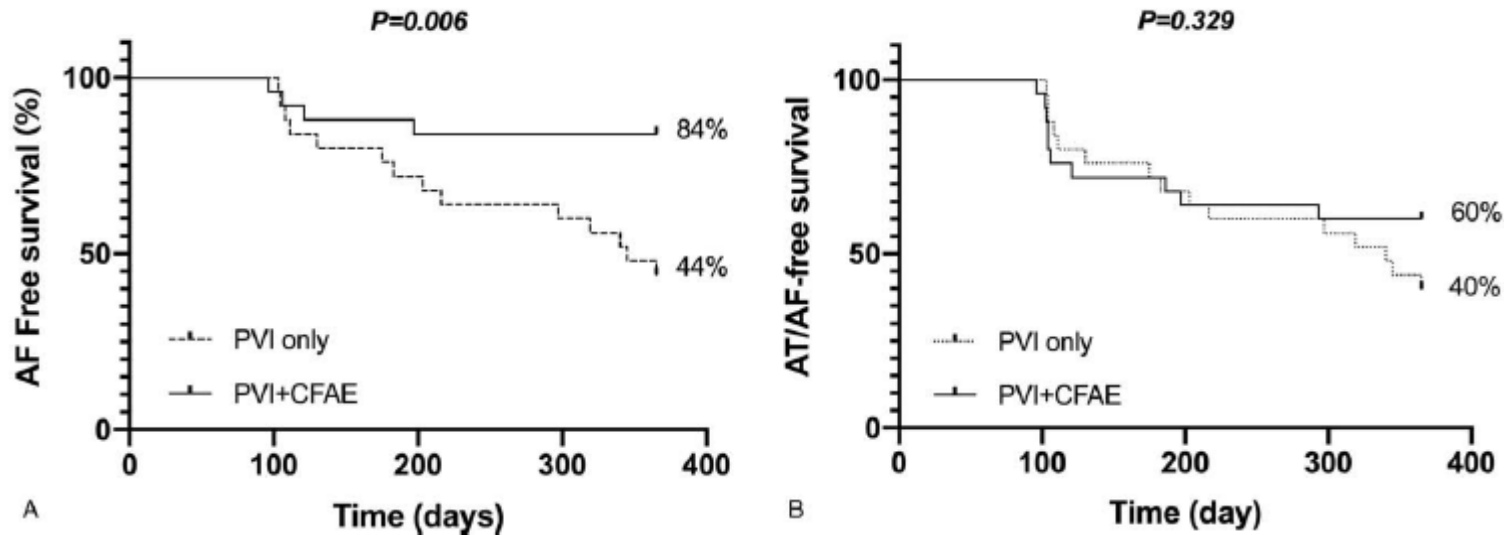 P=0.006
AF Free survival (%)
100
50
0
84%
44%
PVI only
PVI+CFAE
0 100 200 300 400
Time (days)
A
P=0.329
AT/AF-free survival
100
50
0
60%
40%
PVI only
PVI+CFAE
0 100 200 300 400
Time (day)
B